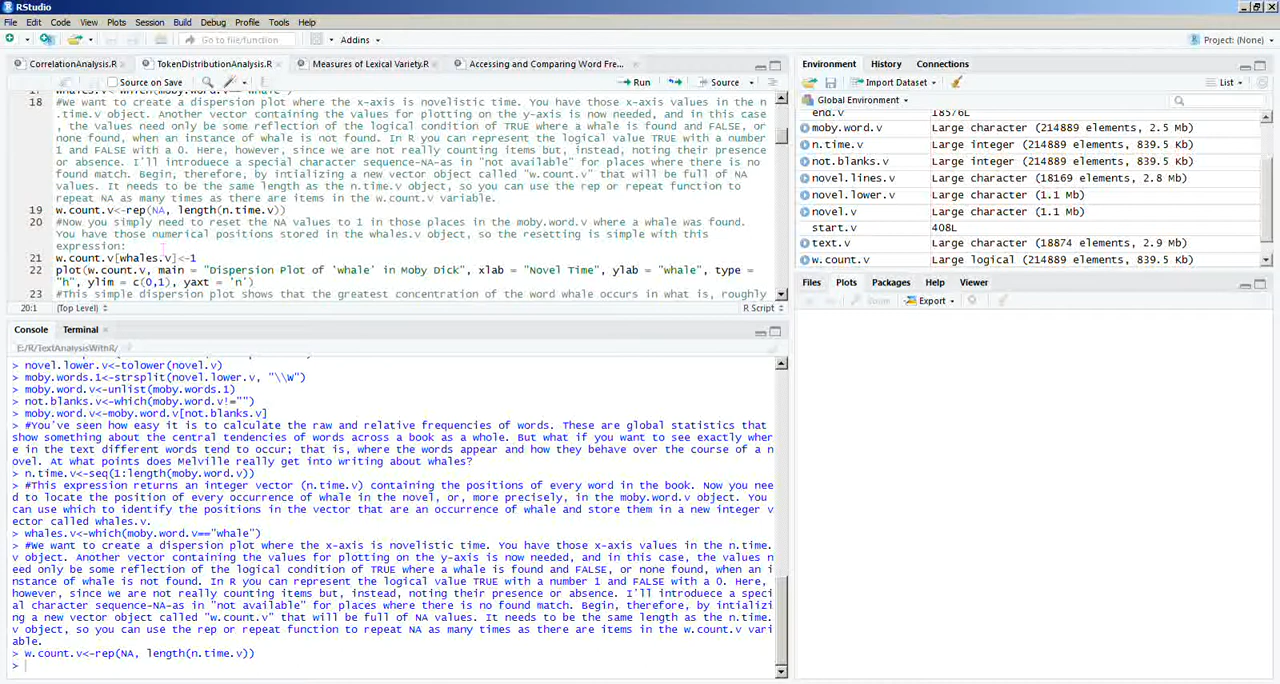 RStudio
File Edit Code View Plots Session Build Debug Profile Tools Help
Go to file/function Addins Project: (None)
CorrelationAnalysis.R TokenDistributionAnalysis.R Measures of Lexical Variety.R Accessing and Comparing Word Fre...
Source on Save Run Source
18 #We want to create a dispersion plot where the x-axis is novelistic time. You have those x-axis values in the n
.time.v object. Another vector containing the values for plotting on the y-axis is now needed, and in this case
, the values need only be some reflection of the logical condition of TRUE where a whale is found and FALSE, or
none found, when an instance of whale is not found. In R you can represent the logical value TRUE with a number
1 and FALSE with a 0. Here, however, since we are not really counting items but, instead, noting their presence
or absence. I'll introduece a special character sequence-NA-as in "not available" for places where there is no
found match. Begin, therefore, by intializing a new vector object called "w.count.v" that will be full of NA
values. It needs to be the same length as the n.time.v object, so you can use the rep or repeat function to
repeat NA as many times as there are items in the w.count.v variable.
19 w.count.v<-rep(NA, length(n.time.v))
20 #Now you simply need to reset the NA values to 1 in those places in the moby.word.v where a whale was found.
You have those numerical positions stored in the whales.v object, so the resetting is simple with this
expression:
21 w.count.v[whales.v]<-1
22 plot(w.count.v, main = "Dispersion Plot of 'whale' in Moby Dick", xlab = "Novel Time", ylab = "whale", type =
"h", ylim = c(0,1), yaxt = 'n')
23 #This simple dispersion plot shows that the greatest concentration of the word whale occurs in what is, roughly
20:1 (Top Level) R Script
Console Terminal
E:/R/TextAnalysisWithR/
> novel.lower.v<-tolower(novel.v)
> moby.words.1<-strsplit(novel.lower.v, "\\W")
> moby.word.v<-unlist(moby.words.1)
> not.blanks.v<-which(moby.word.v!="")
> moby.word.v<-moby.word.v[not.blanks.v]
> #You've seen how easy it is to calculate the raw and relative frequencies of words. These are global statistics that
show something about the central tendencies of words across a book as a whole. But what if you want to see exactly wher
e in the text different words tend to occur; that is, where the words appear and how they behave over the course of a n
ovel. At what points does Melville really get into writing about whales?
> n.time.v<-seq(1:length(moby.word.v))
> #This expression returns an integer vector (n.time.v) containing the positions of every word in the book. Now you nee
d to locate the position of every occurrence of whale in the novel, or, more precisely, in the moby.word.v object. You
can use which to identify the positions in the vector that are an occurrence of whale and store them in a new integer v
ector called whales.v.
> whales.v<-which(moby.word.v=="whale")
> #We want to create a dispersion plot where the x-axis is novelistic time. You have those x-axis values in the n.time.
v object. Another vector containing the values for plotting on the y-axis is now needed, and in this case, the values n
eed only be some reflection of the logical condition of TRUE where a whale is found and FALSE, or none found, when an i
nstance of whale is not found. In R you can represent the logical value TRUE with a number 1 and FALSE with a 0. Here,
however, since we are not really counting items but, instead, noting their presence or absence. I'll introduece a speci
al character sequence-NA-as in "not available" for places where there is no found match. Begin, therefore, by intializi
ng a new vector object called "w.count.v" that will be full of NA values. It needs to be the same length as the n.time.
v object, so you can use the rep or repeat function to repeat NA as many times as there are items in the w.count.v vari
able.
> w.count.v<-rep(NA, length(n.time.v))
>
Environment History Connections
Import Dataset List
Global Environment
end.v 18576L
moby.word.v Large character (214889 elements, 2.5 Mb)
n.time.v Large integer (214889 elements, 839.5 Kb)
not.blanks.v Large integer (214889 elements, 839.5 Kb)
novel.lines.v Large character (18169 elements, 2.8 Mb)
novel.lower.v Large character (1.1 Mb)
novel.v Large character (1.1 Mb)
start.v 408L
text.v Large character (18874 elements, 2.9 Mb)
w.count.v Large logical (214889 elements, 839.5 Kb)
Files Plots Packages Help Viewer
Zoom Export